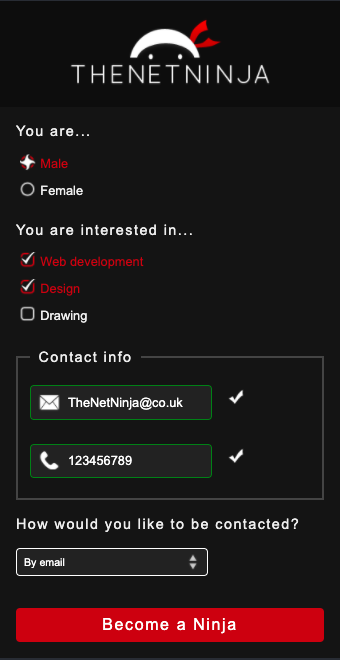 THENETNINJA
You are...
Male
Female
You are interested in...
Web development
Design
Drawing
Contact info
TheNetNinja@co.uk
123456789
How would you like to be contacted?
By email
Become a Ninja